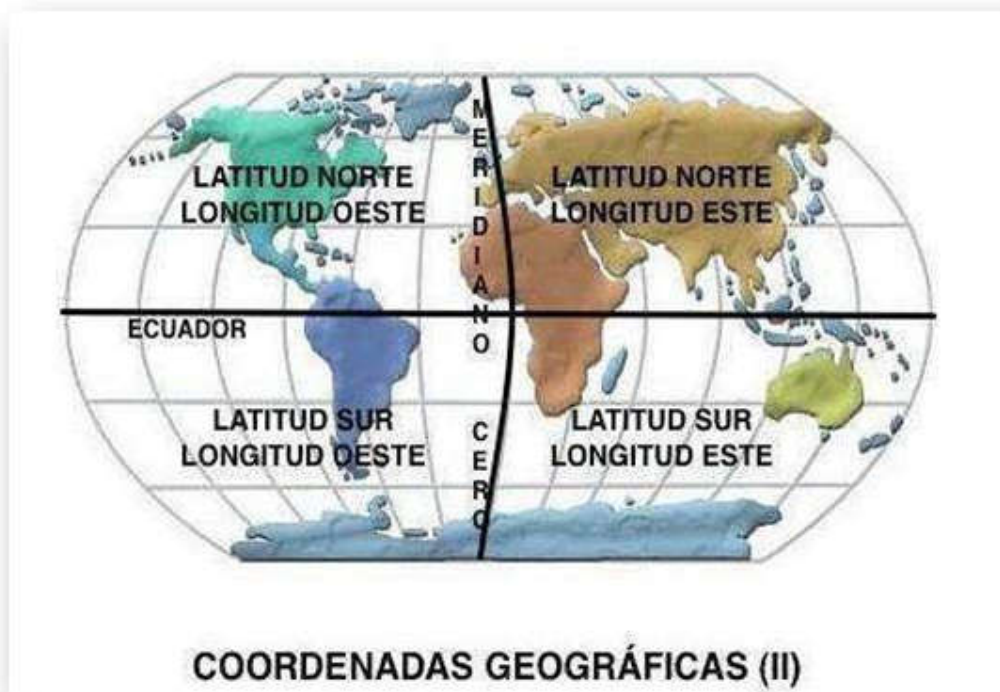 MERIDIANO CERO
LATITUD NORTE
LONGITUD OESTE
LATITUD NORTE
LONGITUD ESTE
ECUADOR
LATITUD SUR
LONGITUD OESTE
LATITUD SUR
LONGITUD ESTE
COORDENADAS GEOGRÁFICAS (II)